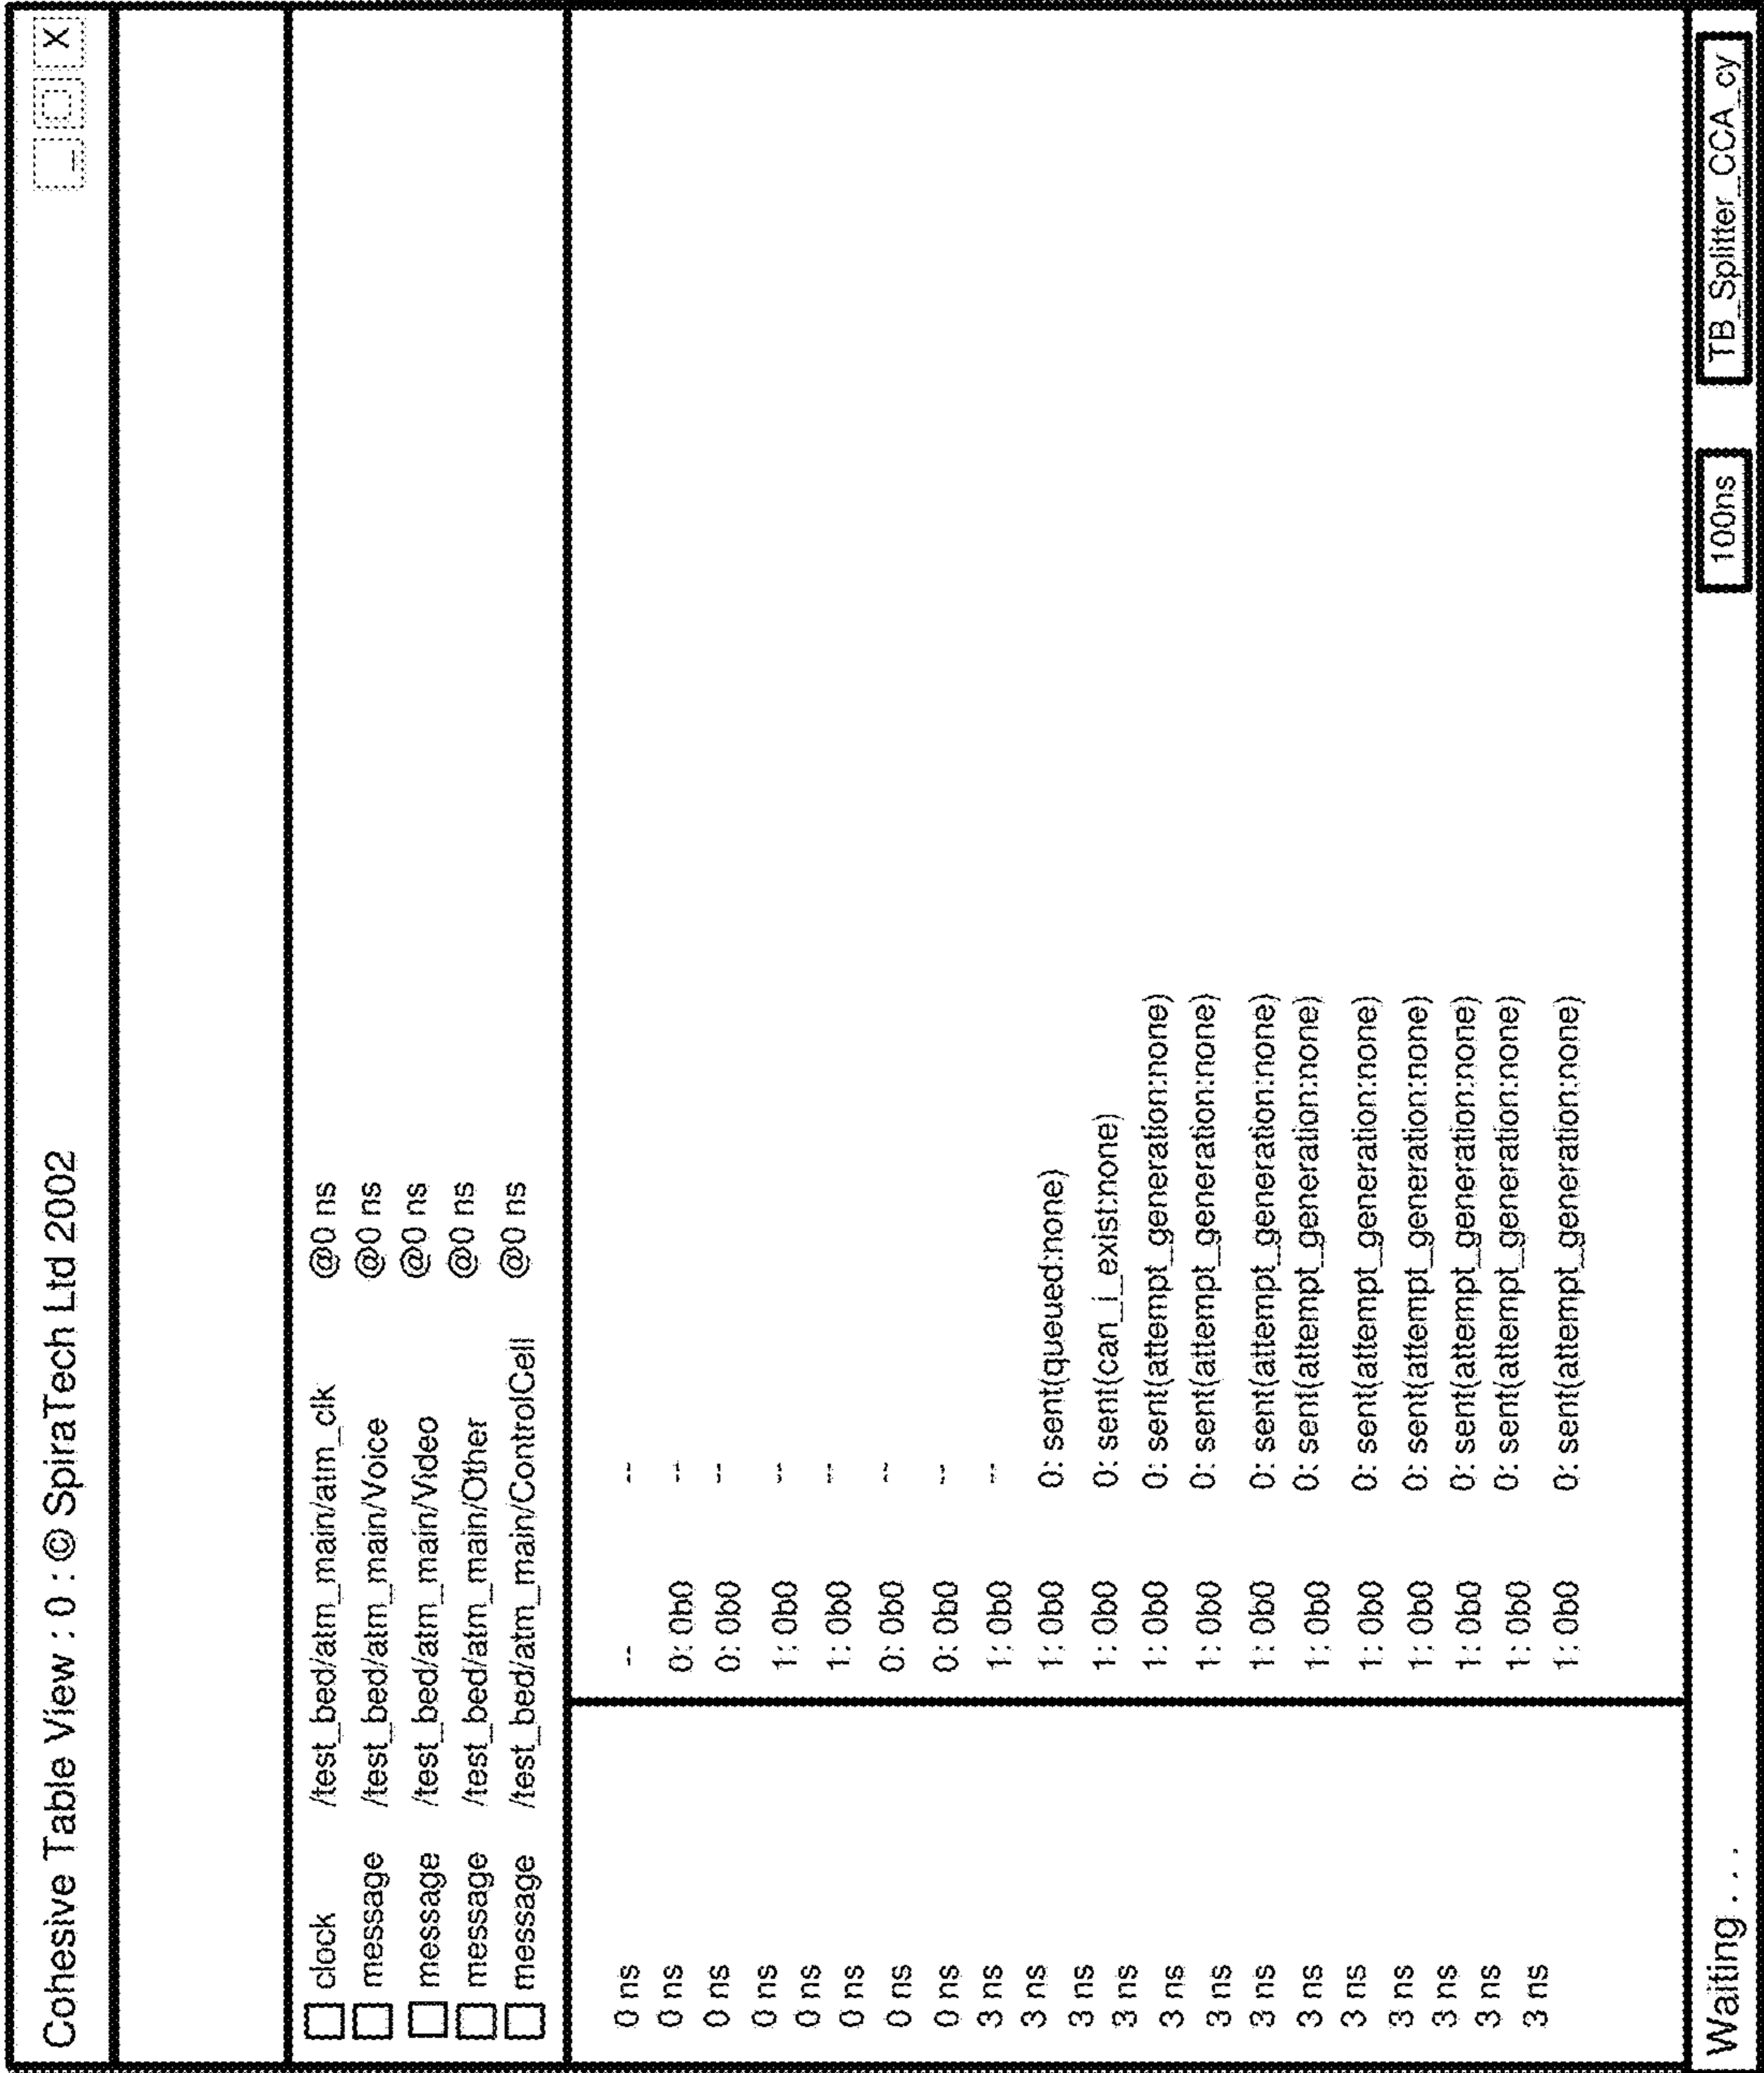 Cohesive Table View : 0 : © SpiraTech Ltd 2002
_ X
clock /test_bed/atm_main/atm_clk @0 ns
message /test_bed/atm_main/Voice @0 ns
message /test_bed/atm_main/Video @0 ns
message /test_bed/atm_main/Other @0 ns
message /test_bed/atm_main/ControlCell @0 ns
0 ns
0 ns
0 ns
0 ns
0 ns
0 ns
0 ns
0 ns
3 ns
3 ns
3 ns
3 ns
3 ns
3 ns
3 ns
3 ns
3 ns
3 ns
3 ns
3 ns
3 ns
-- --
0: 0b0 --
0: 0b0 --
1: 0b0 --
1: 0b0 --
0: 0b0 --
0: 0b0 --
1: 0b0 --
1: 0b0 0: sent(queued:none)
1: 0b0 0: sent(can_i_exist:none)
1: 0b0 0: sent(attempt_generation:none)
1: 0b0 0: sent(attempt_generation:none)
1: 0b0 0: sent(attempt_generation:none)
1: 0b0 0: sent(attempt_generation:none)
1: 0b0 0: sent(attempt_generation:none)
1: 0b0 0: sent(attempt_generation:none)
1: 0b0 0: sent(attempt_generation:none)
1: 0b0 0: sent(attempt_generation:none)
1: 0b0 0: sent(attempt_generation:none)
Waiting . . . 100ns TB_Splitter_CCA_cy